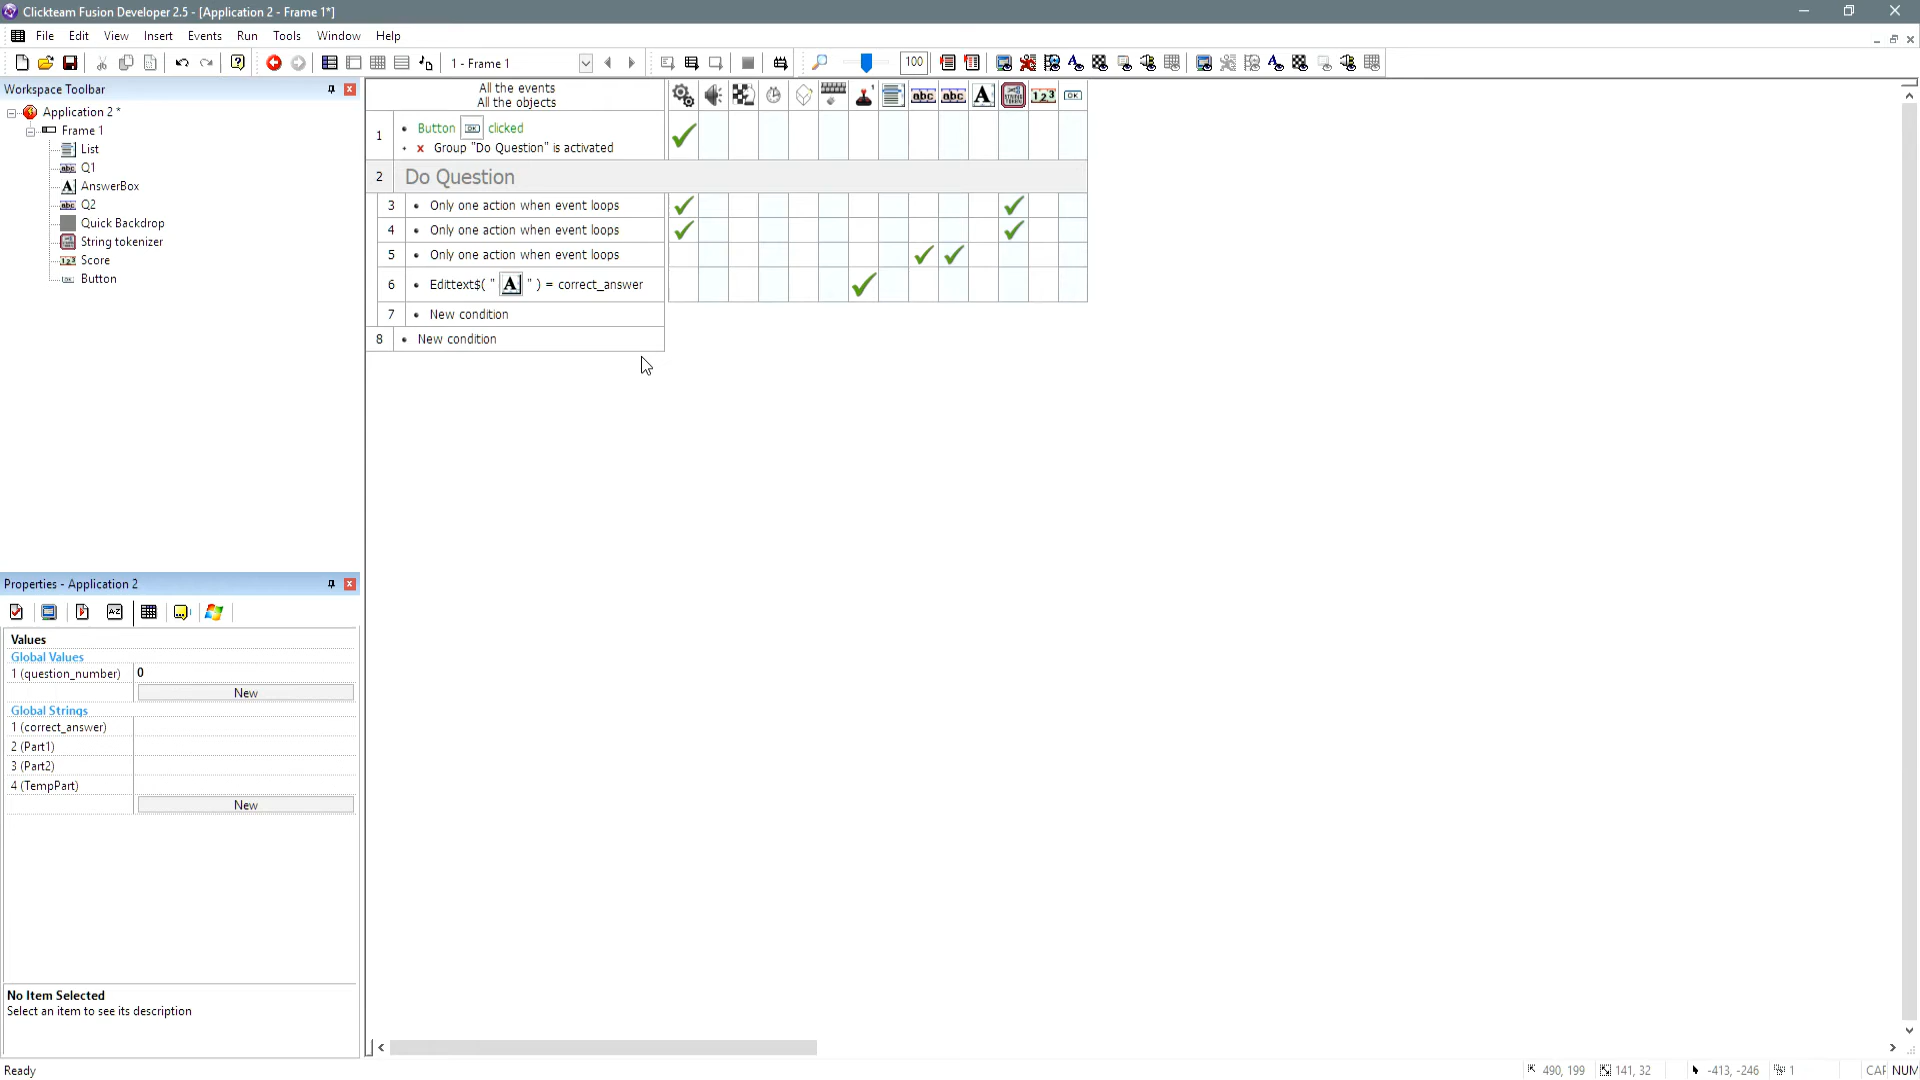 Clickteam Fusion Developer 2.5 - [Application 2 - Frame 1*]
File Edit View Insert Events Run Tools Window Help
1 - Frame 1
100
Workspace Toolbar
Application 2 *
Frame 1
List
Q1
AnswerBox
Q2
Quick Backdrop
String tokenizer
Score
Button
All the events
All the objects
1
Button OK clicked
x Group "Do Question" is activated
2 Do Question
3 Only one action when event loops
4 Only one action when event loops
5 Only one action when event loops
6 Edittext$( " A " ) = correct_answer
7 New condition
8 New condition
Properties - Application 2
Values
Global Values
1 (question_number) 0
New
Global Strings
1 (correct_answer)
2 (Part1)
3 (Part2)
4 (TempPart)
New
No Item Selected
Select an item to see its description
Ready
490, 199
141, 32
-413, -246
1
CAP NUM